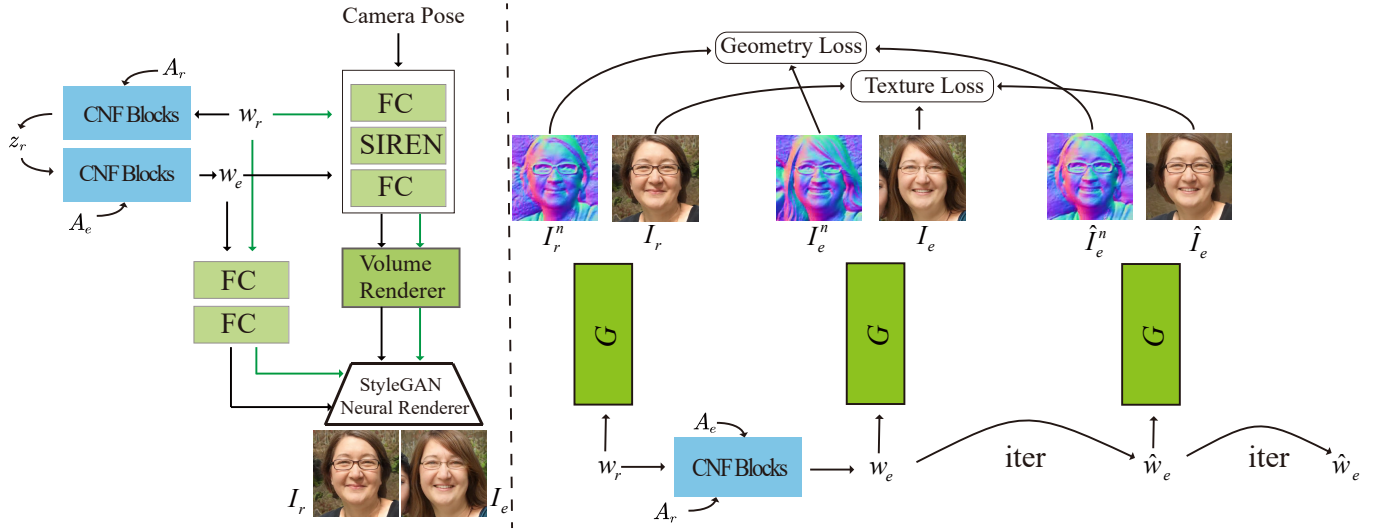 Camera Pose
A_r
CNF Blocks
w_r
FC
z_r
SIREN
CNF Blocks
w_e
FC
A_e
FC
FC
Volume
Renderer
StyleGAN
Neural Renderer
I_r
I_e
Geometry Loss
Texture Loss
I_r^n
I_r
I_e^n
I_e
Î_e^n
Î_e
G
G
G
A_e
w_r
CNF Blocks
w_e
iter
ŵ_e
iter
ŵ_e
A_r